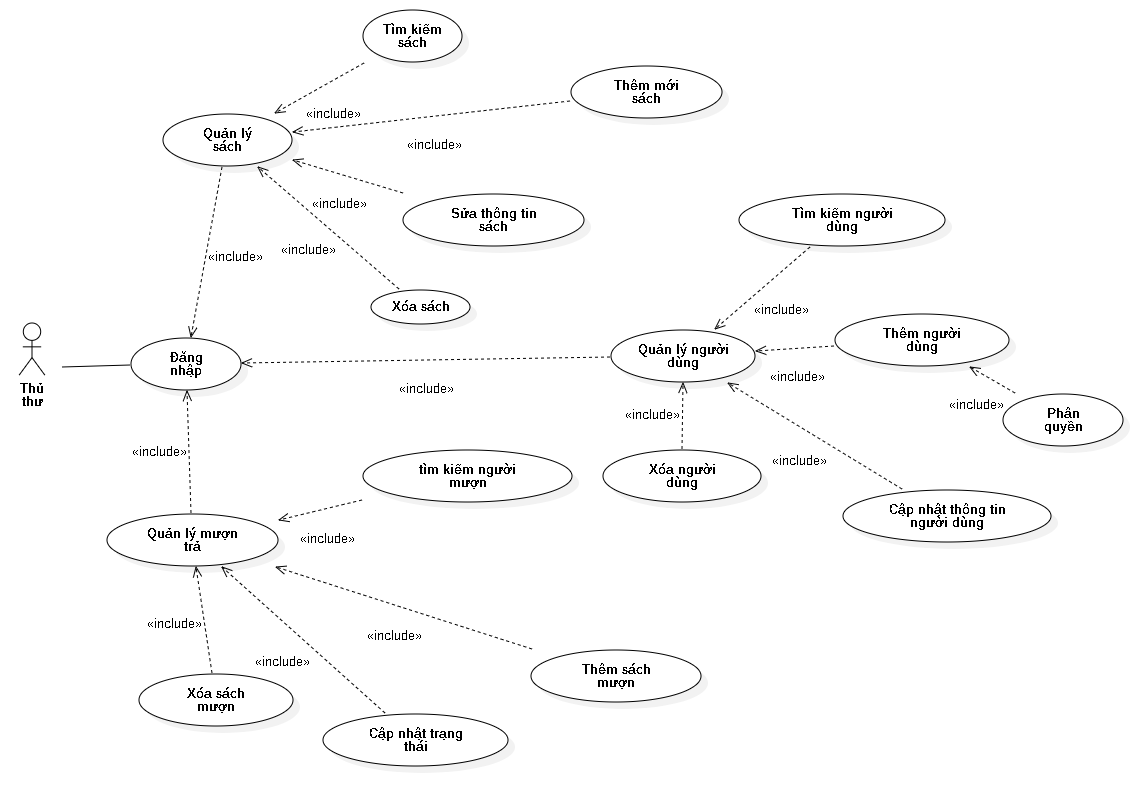 Tìm kiếm
sách
Thêm mới
sách
«include»
Quản lý
sách
«include»
«include»
Sửa thông tin
sách
Tìm kiếm người
dùng
«include»
«include»
Xóa sách
«include»
Thêm người
dùng
Thủ
thư
Đăng
nhập
Quản lý người
dùng
«include»
«include»
«include»
Phân
quyền
«include»
«include»
«include»
tìm kiếm người
mượn
Xóa người
dùng
«include»
Cập nhật thông tin
người dùng
Quản lý mượn
trả
«include»
«include»
«include»
«include»
Thêm sách
mượn
Xóa sách
mượn
Cập nhật trạng
thái